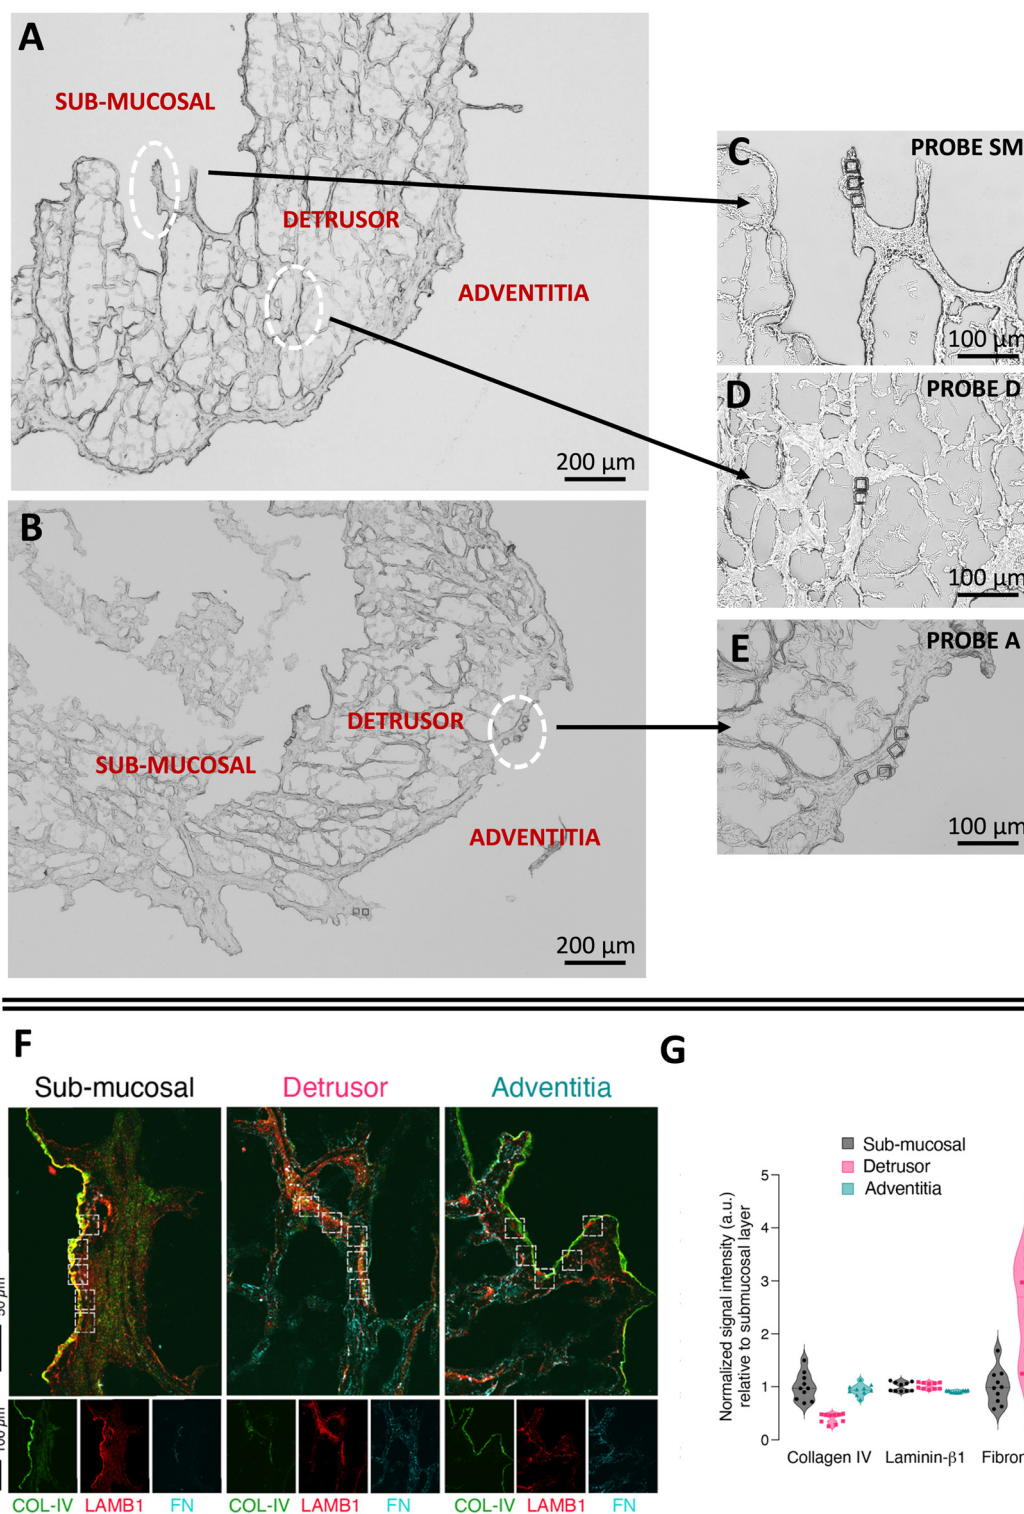 A
SUB-MUCOSAL
DETRUSOR
ADVENTITIA
200 µm
C
PROBE SM
100 µm
D
PROBE D
100 µm
B
DETRUSOR
SUB-MUCOSAL
ADVENTITIA
200 µm
E
PROBE A
100 µm
F
Sub-mucosal
Detrusor
Adventitia
COL-IV LAMB1 FN
COL-IV LAMB1 FN
COL-IV LAMB1 FN
100 µm
G
Sub-mucosal
Detrusor
Adventitia
Normalized signal intensity (a.u.)
relative to submucosal layer
5
4
3
2
1
0
Collagen IV
Laminin-β1
Fibron